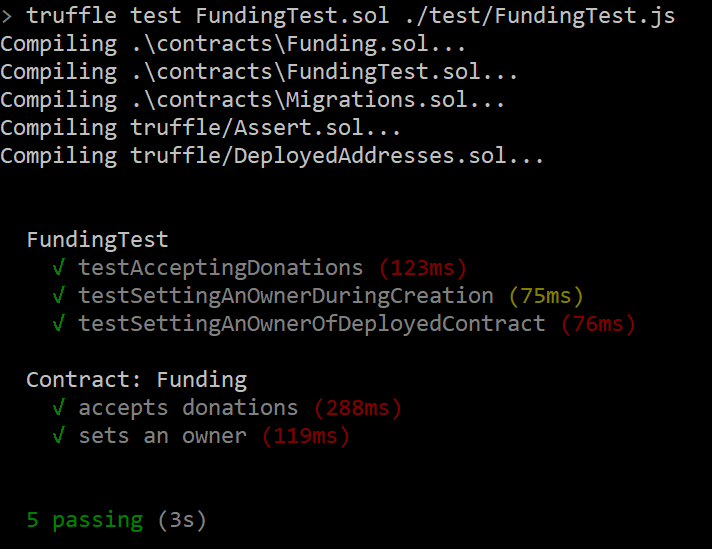 > truffle test FundingTest.sol ./test/FundingTest.js
Compiling .\contracts\Funding.sol...
Compiling .\contracts\FundingTest.sol...
Compiling .\contracts\Migrations.sol...
Compiling truffle/Assert.sol...
Compiling truffle/DeployedAddresses.sol...
FundingTest
√ testAcceptingDonations (123ms)
√ testSettingAnOwnerDuringCreation (75ms)
√ testSettingAnOwnerOfDeployedContract (76ms)
Contract: Funding
√ accepts donations (288ms)
√ sets an owner (119ms)
5 passing (3s)